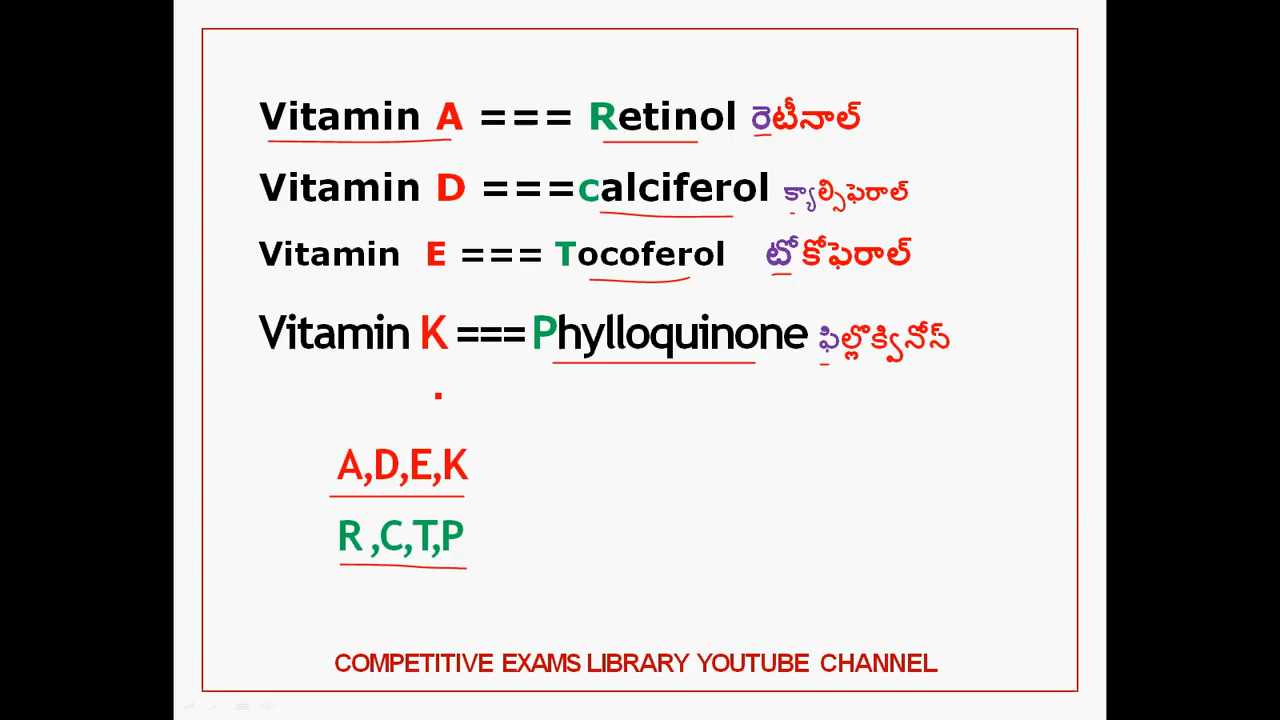 Vitamin A === Retinol రెటీనాల్
Vitamin D ===calciferol క్యాల్సిఫెరాల్
Vitamin E === Tocoferol టోకోఫెరాల్
Vitamin K === Phylloquinone ఫిల్లొక్వినోస్
.
A,D,E,K
R ,C,T,P
COMPETITIVE EXAMS LIBRARY YOUTUBE CHANNEL